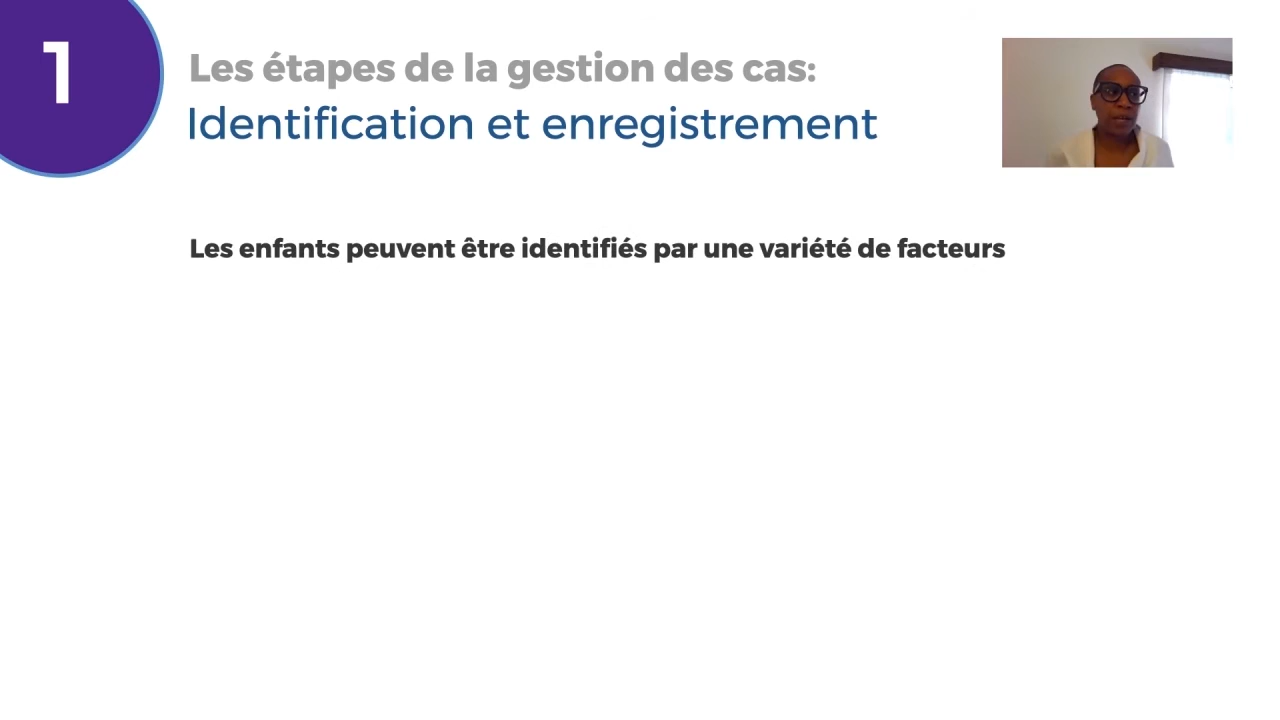 1
Les étapes de la gestion des cas:
Identification et enregistrement
Les enfants peuvent être identifiés par une variété de facteurs